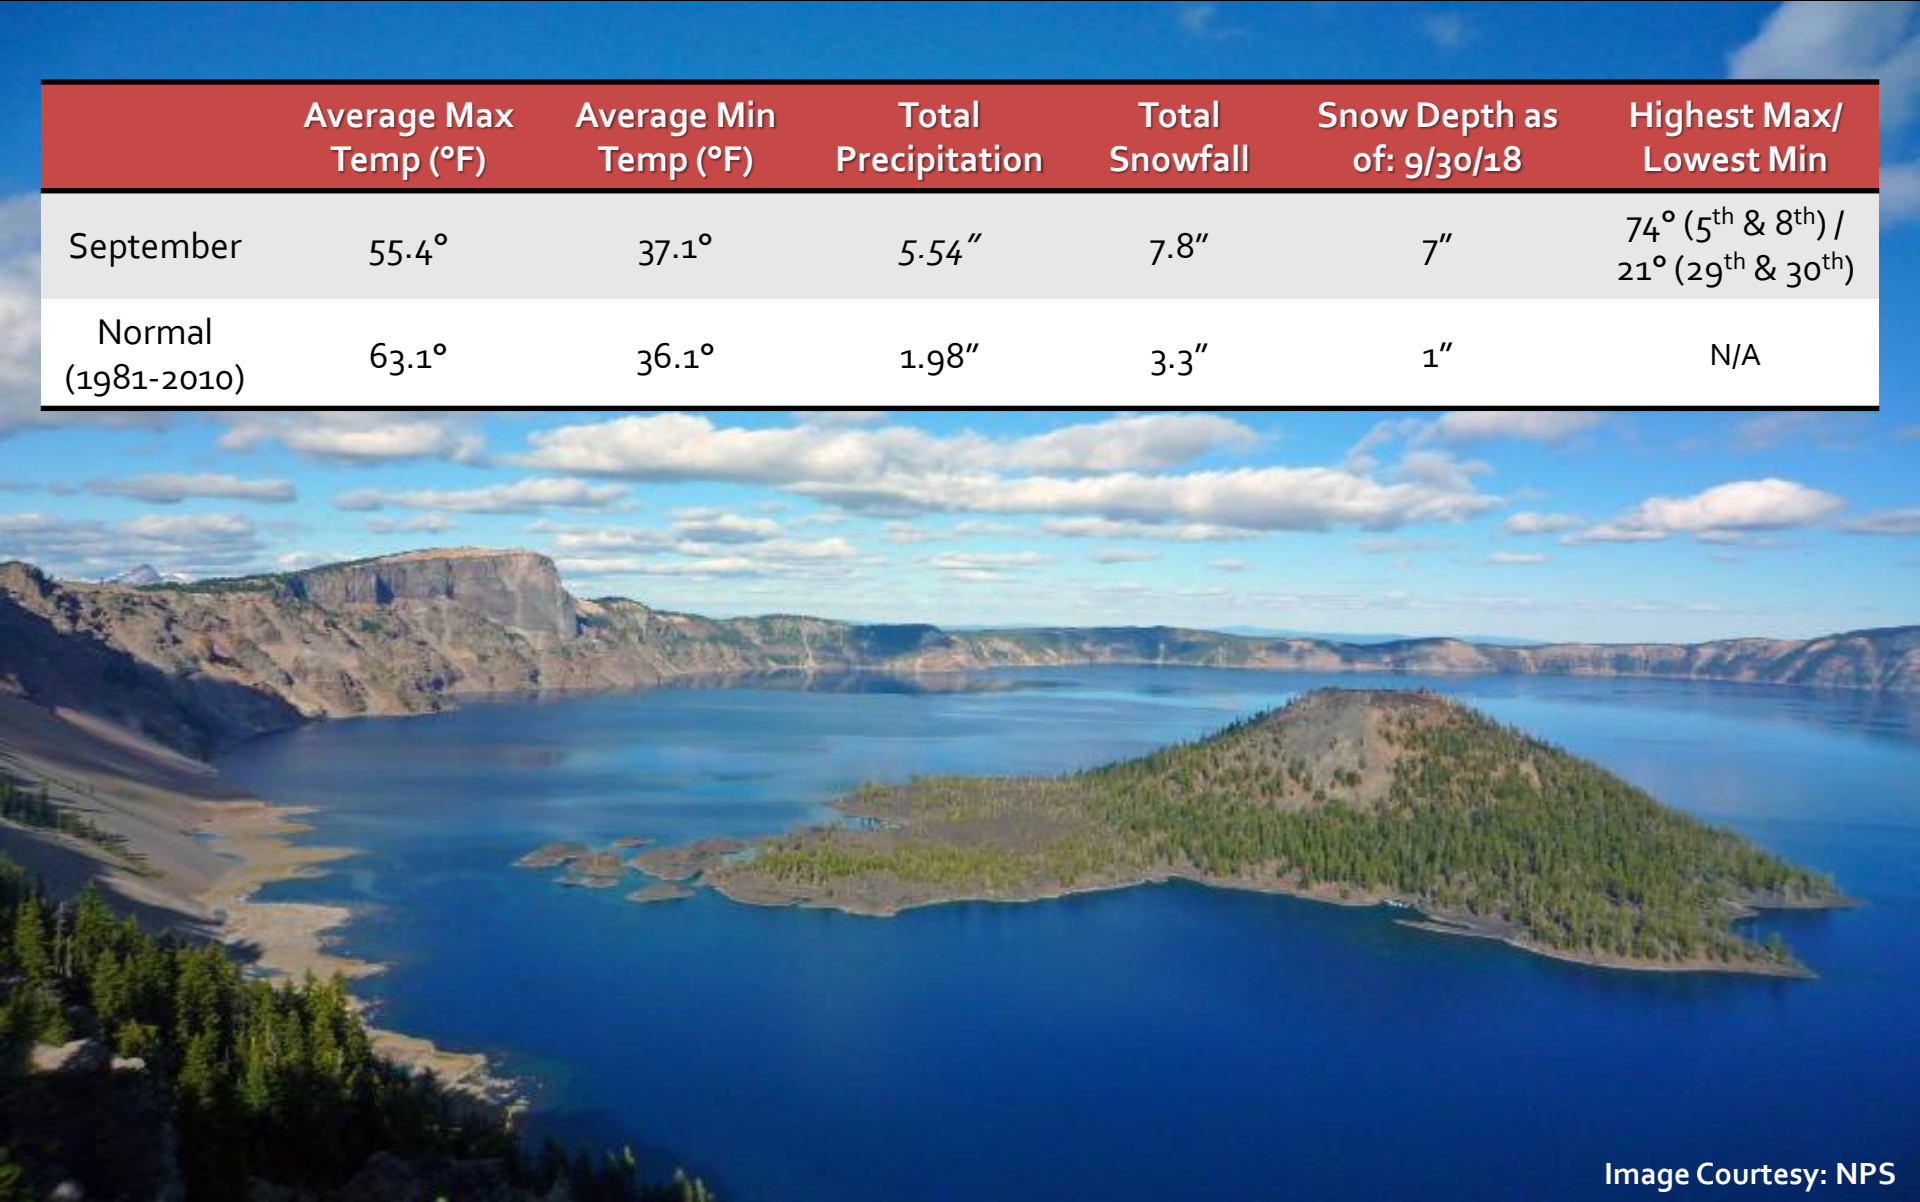 Average Max Temp (°F) Average Min Temp (°F) Total Precipitation Total Snowfall Snow Depth as of: 9/30/18 Highest Max/ Lowest Min
September 55.4° 37.1° 5.54" 7.8" 7" 74° (5th & 8th) / 21° (29th & 30th)
Normal (1981-2010) 63.1° 36.1° 1.98" 3.3" 1" N/A
Image Courtesy: NPS